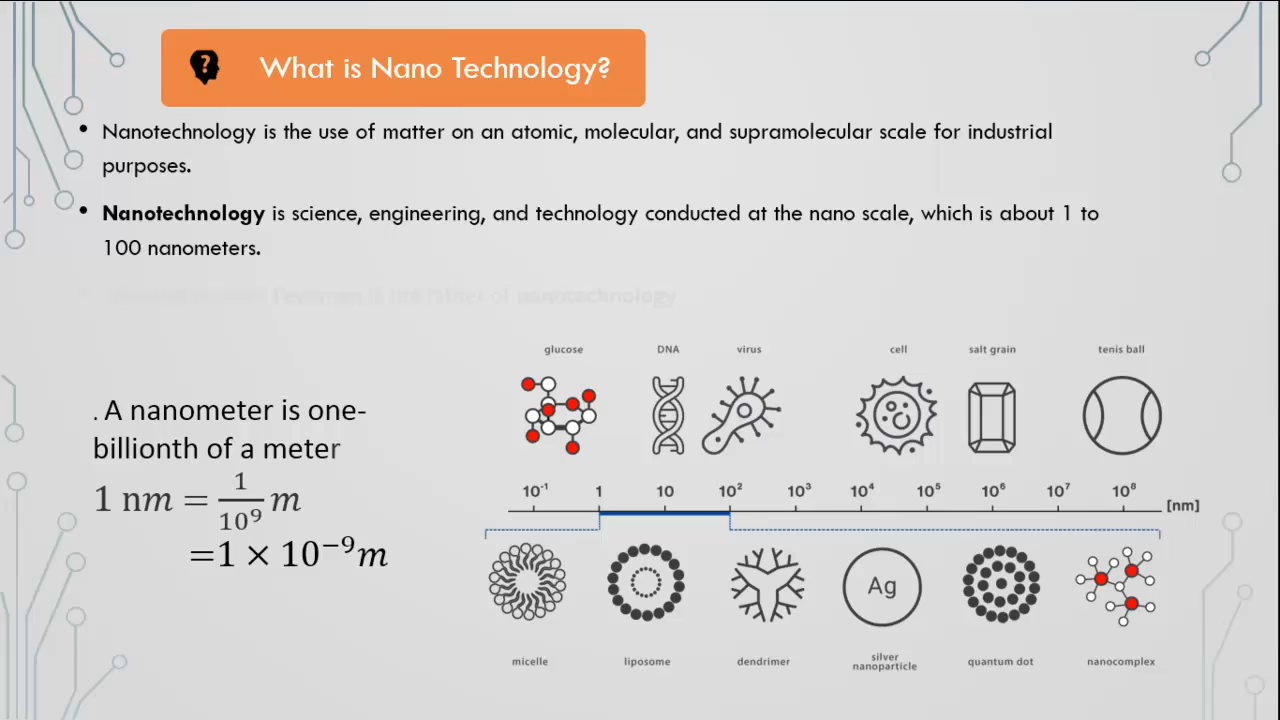 What is Nano Technology?
• Nanotechnology is the use of matter on an atomic, molecular, and supramolecular scale for industrial
purposes.
• Nanotechnology is science, engineering, and technology conducted at the nano scale, which is about 1 to
100 nanometers.
is the father of nanotechnology
. A nanometer is one-
billionth of a meter
1 nm = 1/10⁹ m
=1 × 10⁻⁹m
glucose DNA virus cell salt grain tenis ball
10⁻¹ 1 10 10² 10³ 10⁴ 10⁵ 10⁶ 10⁷ 10⁸ [nm]
Ag
micelle liposome dendrimer silver nanoparticle quantum dot nanocomplex